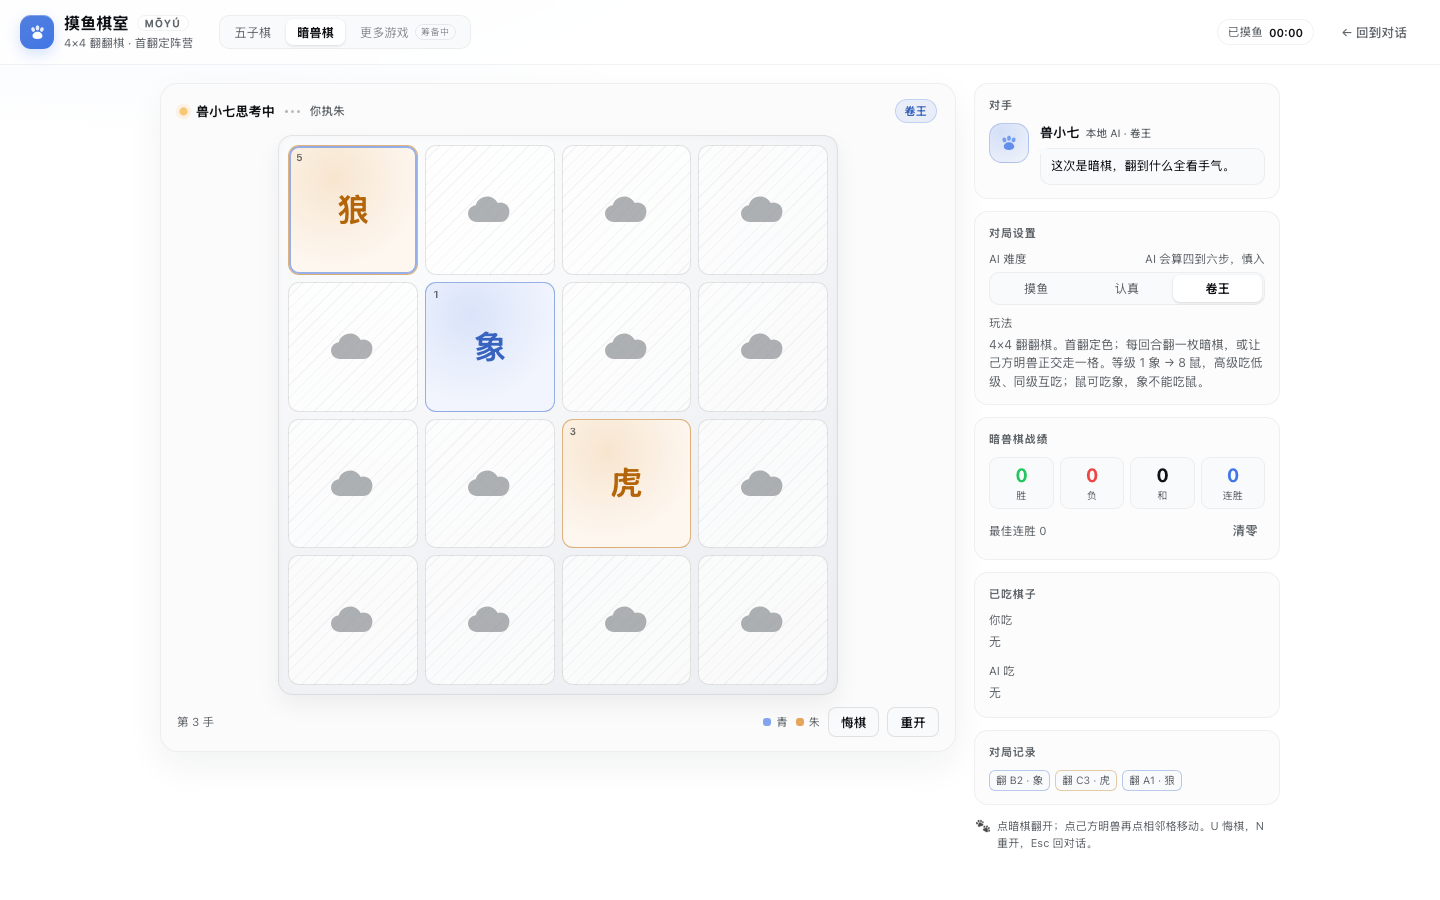 摸鱼棋室 MŌYÚ
4×4 翻翻棋 · 首翻定阵营
五子棋 暗兽棋 更多游戏 筹备中
已摸鱼 00:00
← 回到对话
兽小七思考中 你执朱
卷王
5
狼
1
象
3
虎
第 3 手
青 朱 悔棋 重开
对手
兽小七 本地 AI · 卷王
这次是暗棋，翻到什么全看手气。
对局设置
AI 难度 AI 会算四到六步，慎入
摸鱼 认真 卷王
玩法
4×4 翻翻棋。首翻定色；每回合翻一枚暗棋，或让
己方明兽正交走一格。等级 1 象 → 8 鼠，高级吃低
级、同级互吃；鼠可吃象，象不能吃鼠。
暗兽棋战绩
0 0 0 0
胜 负 和 连胜
最佳连胜 0 清零
已吃棋子
你吃
无
AI 吃
无
对局记录
翻 B2 · 象 翻 C3 · 虎 翻 A1 · 狼
点暗棋翻开；点己方明兽再点相邻格移动。U 悔棋，N
重开，Esc 回对话。